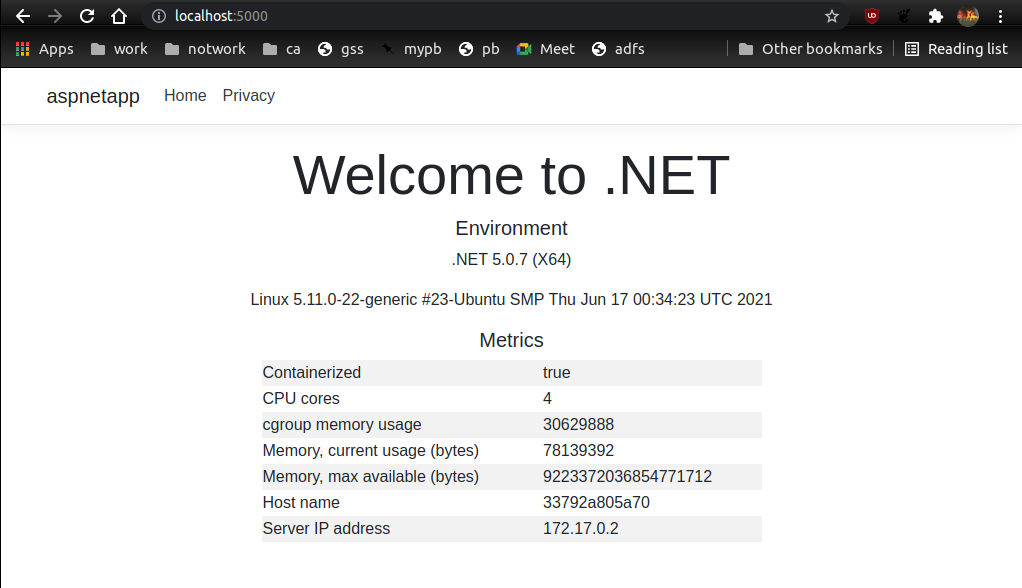 localhost:5000
Apps work notwork ca gss mypb pb Meet adfs Other bookmarks Reading list
aspnetapp Home Privacy
Welcome to .NET
Environment
.NET 5.0.7 (X64)
Linux 5.11.0-22-generic #23-Ubuntu SMP Thu Jun 17 00:34:23 UTC 2021
Metrics
Containerized true
CPU cores 4
cgroup memory usage 30629888
Memory, current usage (bytes) 78139392
Memory, max available (bytes) 9223372036854771712
Host name 33792a805a70
Server IP address 172.17.0.2